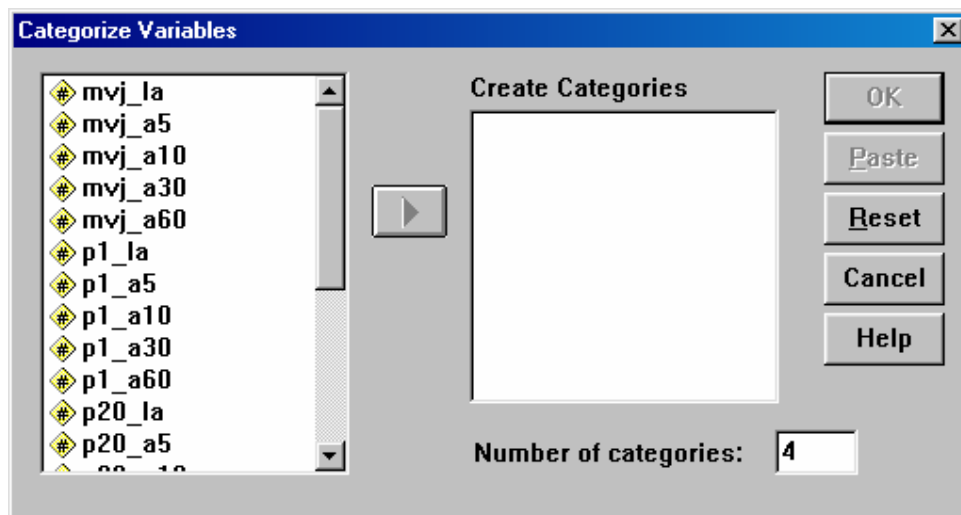 Categorize Variables
# mvj_la
# mvj_a5
# mvj_a10
# mvj_a30
# mvj_a60
# p1_la
# p1_a5
# p1_a10
# p1_a30
# p1_a60
# p20_la
# p20_a5
Create Categories
Number of categories: 4
OK
Paste
Reset
Cancel
Help